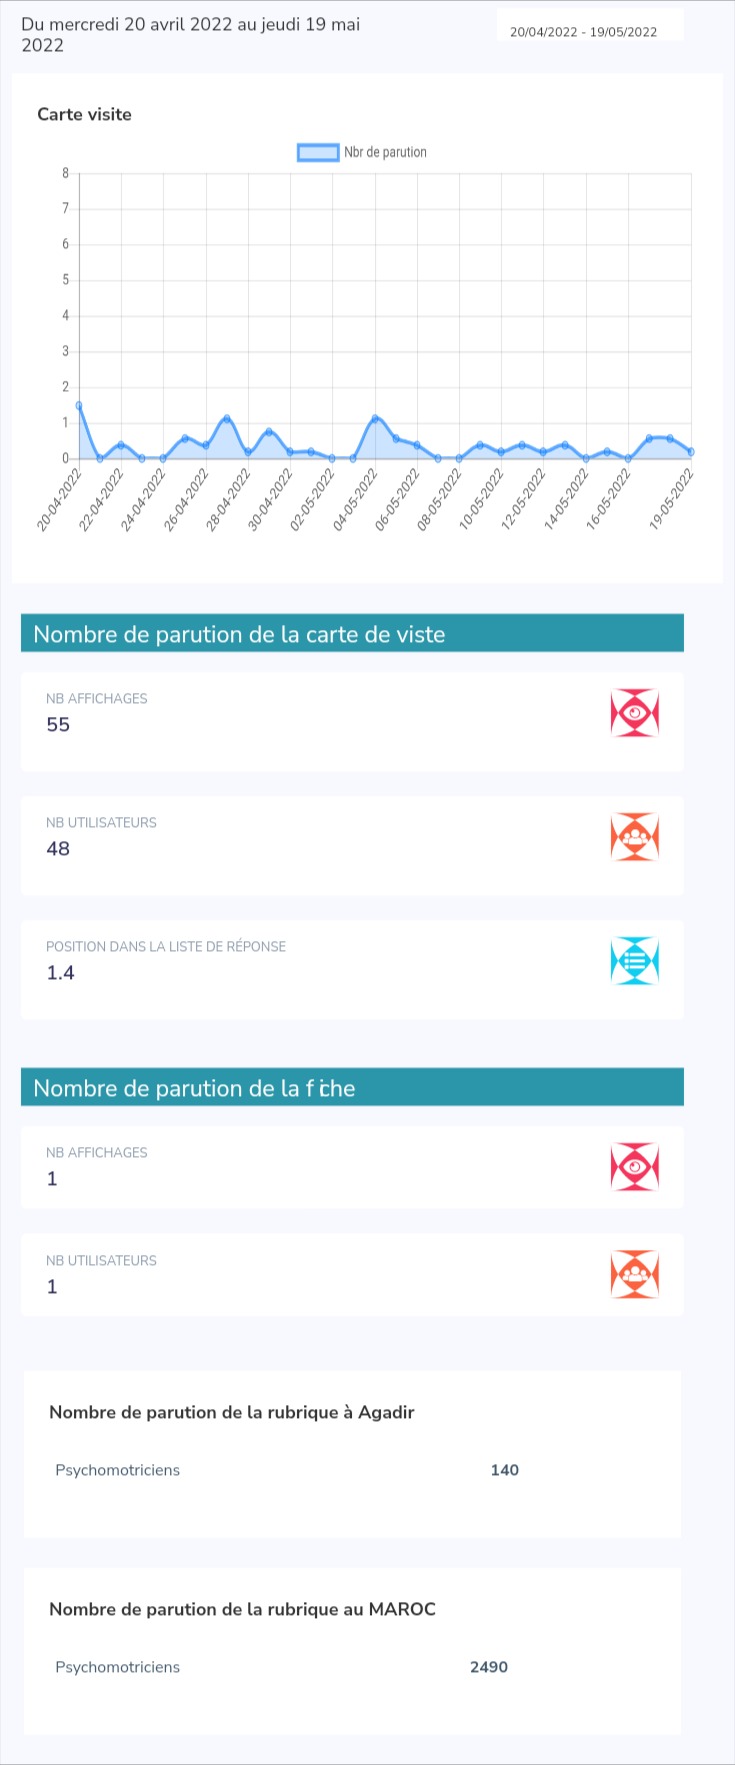 Du mercredi 20 avril 2022 au jeudi 19 mai
2022
20/04/2022 - 19/05/2022
Carte visite
Nbr de parution
8
7
6
5
4
3
2
1
0
20-04-2022
22-04-2022
24-04-2022
26-04-2022
28-04-2022
30-04-2022
02-05-2022
04-05-2022
06-05-2022
08-05-2022
10-05-2022
12-05-2022
14-05-2022
16-05-2022
19-05-2022
Nombre de parution de la carte de viste
NB AFFICHAGES
55
NB UTILISATEURS
48
POSITION DANS LA LISTE DE RÉPONSE
1.4
Nombre de parution de la fiche
NB AFFICHAGES
1
NB UTILISATEURS
1
Nombre de parution de la rubrique à Agadir
Psychomotriciens 140
Nombre de parution de la rubrique au MAROC
Psychomotriciens 2490